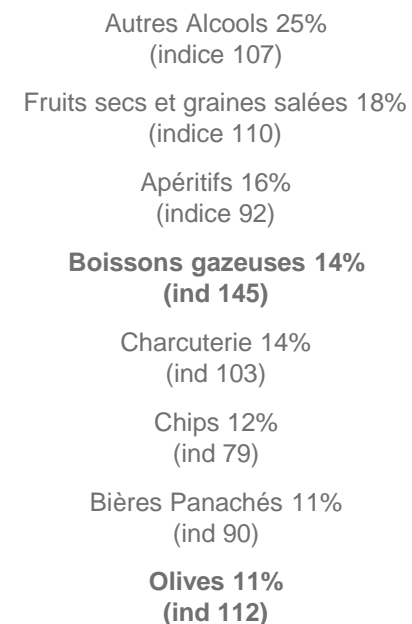 Autres Alcools 25%
(indice 107)
Fruits secs et graines salées 18%
(indice 110)
Apéritifs 16%
(indice 92)
Boissons gazeuses 14%
(ind 145)
Charcuterie 14%
(ind 103)
Chips 12%
(ind 79)
Bières Panachés 11%
(ind 90)
Olives 11%
(ind 112)